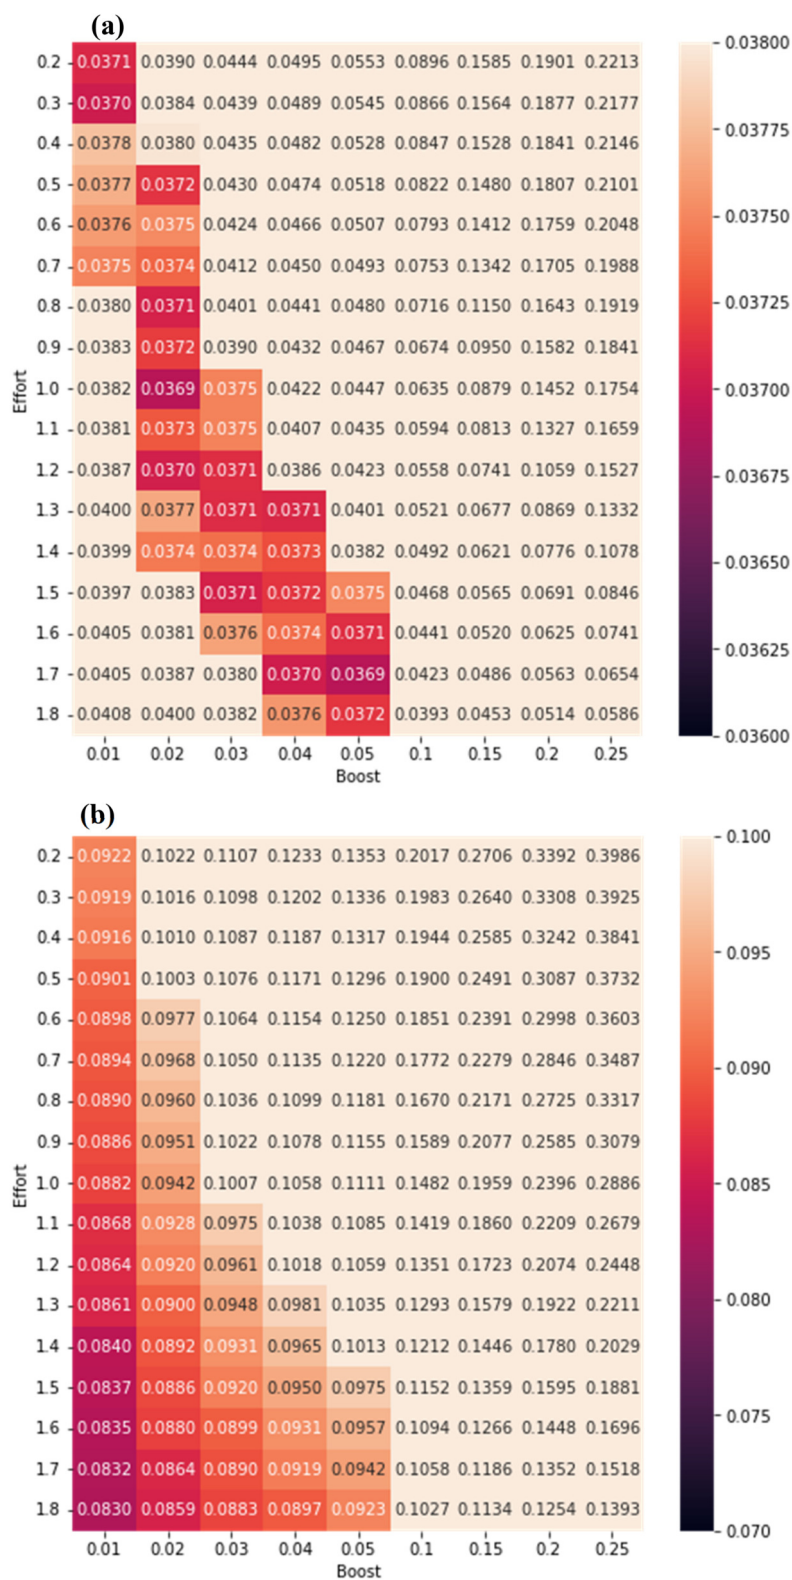 (a)
0.2 0.0371 0.0390 0.0444 0.0495 0.0553 0.0896 0.1585 0.1901 0.2213
0.3 0.0370 0.0384 0.0439 0.0489 0.0545 0.0866 0.1564 0.1877 0.2177
0.4 0.0378 0.0380 0.0435 0.0482 0.0528 0.0847 0.1528 0.1841 0.2146
0.5 0.0377 0.0372 0.0430 0.0474 0.0518 0.0822 0.1480 0.1807 0.2101
0.6 0.0376 0.0375 0.0424 0.0466 0.0507 0.0793 0.1412 0.1759 0.2048
0.7 0.0375 0.0374 0.0412 0.0450 0.0493 0.0753 0.1342 0.1705 0.1988
0.8 0.0380 0.0371 0.0401 0.0441 0.0480 0.0716 0.1150 0.1643 0.1919
0.9 0.0383 0.0372 0.0390 0.0432 0.0467 0.0674 0.0950 0.1582 0.1841
1.0 0.0382 0.0369 0.0375 0.0422 0.0447 0.0635 0.0879 0.1452 0.1754
1.1 0.0381 0.0373 0.0375 0.0407 0.0435 0.0594 0.0813 0.1327 0.1659
1.2 0.0387 0.0370 0.0371 0.0386 0.0423 0.0558 0.0741 0.1059 0.1527
1.3 0.0400 0.0377 0.0371 0.0371 0.0401 0.0521 0.0677 0.0869 0.1332
1.4 0.0399 0.0374 0.0374 0.0373 0.0382 0.0492 0.0621 0.0776 0.1078
1.5 0.0397 0.0383 0.0371 0.0372 0.0375 0.0468 0.0565 0.0691 0.0846
1.6 0.0405 0.0381 0.0376 0.0374 0.0371 0.0441 0.0520 0.0625 0.0741
1.7 0.0405 0.0387 0.0380 0.0370 0.0369 0.0423 0.0486 0.0563 0.0654
1.8 0.0408 0.0400 0.0382 0.0376 0.0372 0.0393 0.0453 0.0514 0.0586
0.01 0.02 0.03 0.04 0.05 0.1 0.15 0.2 0.25
Boost
Effort
0.03800
0.03775
0.03750
0.03725
0.03700
0.03675
0.03650
0.03625
0.03600
(b)
0.2 0.0922 0.1022 0.1107 0.1233 0.1353 0.2017 0.2706 0.3392 0.3986
0.3 0.0919 0.1016 0.1098 0.1202 0.1336 0.1983 0.2640 0.3308 0.3925
0.4 0.0916 0.1010 0.1087 0.1187 0.1317 0.1944 0.2585 0.3242 0.3841
0.5 0.0901 0.1003 0.1076 0.1171 0.1296 0.1900 0.2491 0.3087 0.3732
0.6 0.0898 0.0977 0.1064 0.1154 0.1250 0.1851 0.2391 0.2998 0.3603
0.7 0.0894 0.0968 0.1050 0.1135 0.1220 0.1772 0.2279 0.2846 0.3487
0.8 0.0890 0.0960 0.1036 0.1099 0.1181 0.1670 0.2171 0.2725 0.3317
0.9 0.0886 0.0951 0.1022 0.1078 0.1155 0.1589 0.2077 0.2585 0.3079
1.0 0.0882 0.0942 0.1007 0.1058 0.1111 0.1482 0.1959 0.2396 0.2886
1.1 0.0868 0.0928 0.0975 0.1038 0.1085 0.1419 0.1860 0.2209 0.2679
1.2 0.0864 0.0920 0.0961 0.1018 0.1059 0.1351 0.1723 0.2074 0.2448
1.3 0.0861 0.0900 0.0948 0.0981 0.1035 0.1293 0.1579 0.1922 0.2211
1.4 0.0840 0.0892 0.0931 0.0965 0.1013 0.1212 0.1446 0.1780 0.2029
1.5 0.0837 0.0886 0.0920 0.0950 0.0975 0.1152 0.1359 0.1595 0.1881
1.6 0.0835 0.0880 0.0899 0.0931 0.0957 0.1094 0.1266 0.1448 0.1696
1.7 0.0832 0.0864 0.0890 0.0919 0.0942 0.1058 0.1186 0.1352 0.1518
1.8 0.0830 0.0859 0.0883 0.0897 0.0923 0.1027 0.1134 0.1254 0.1393
0.01 0.02 0.03 0.04 0.05 0.1 0.15 0.2 0.25
Boost
Effort
0.100
0.095
0.090
0.085
0.080
0.075
0.070